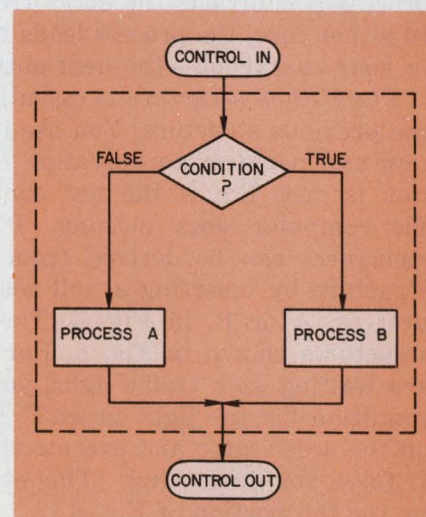 CONTROL IN
FALSE
TRUE
CONDITION
?
PROCESS A
PROCESS B
CONTROL OUT